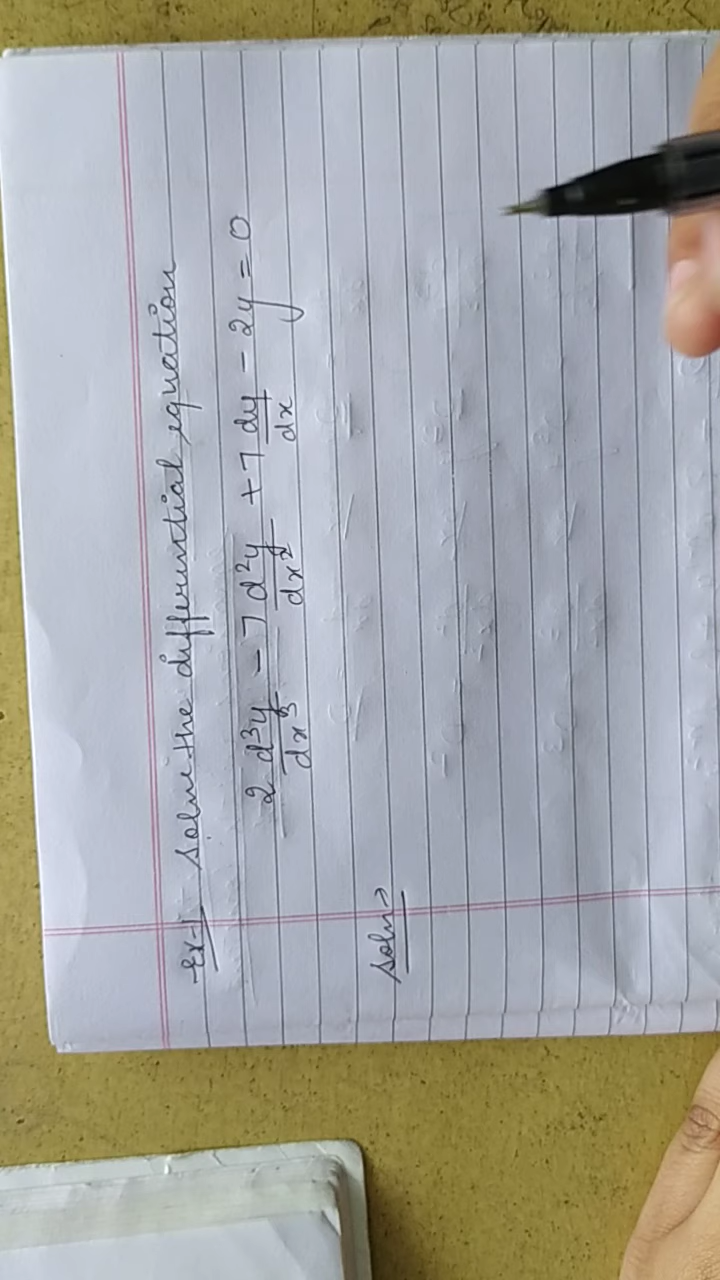 Ex-1 Solve the differential equation
2 d³y/dx³ - 7 d²y/dx² + 7 dy/dx - 2y = 0
Soln →